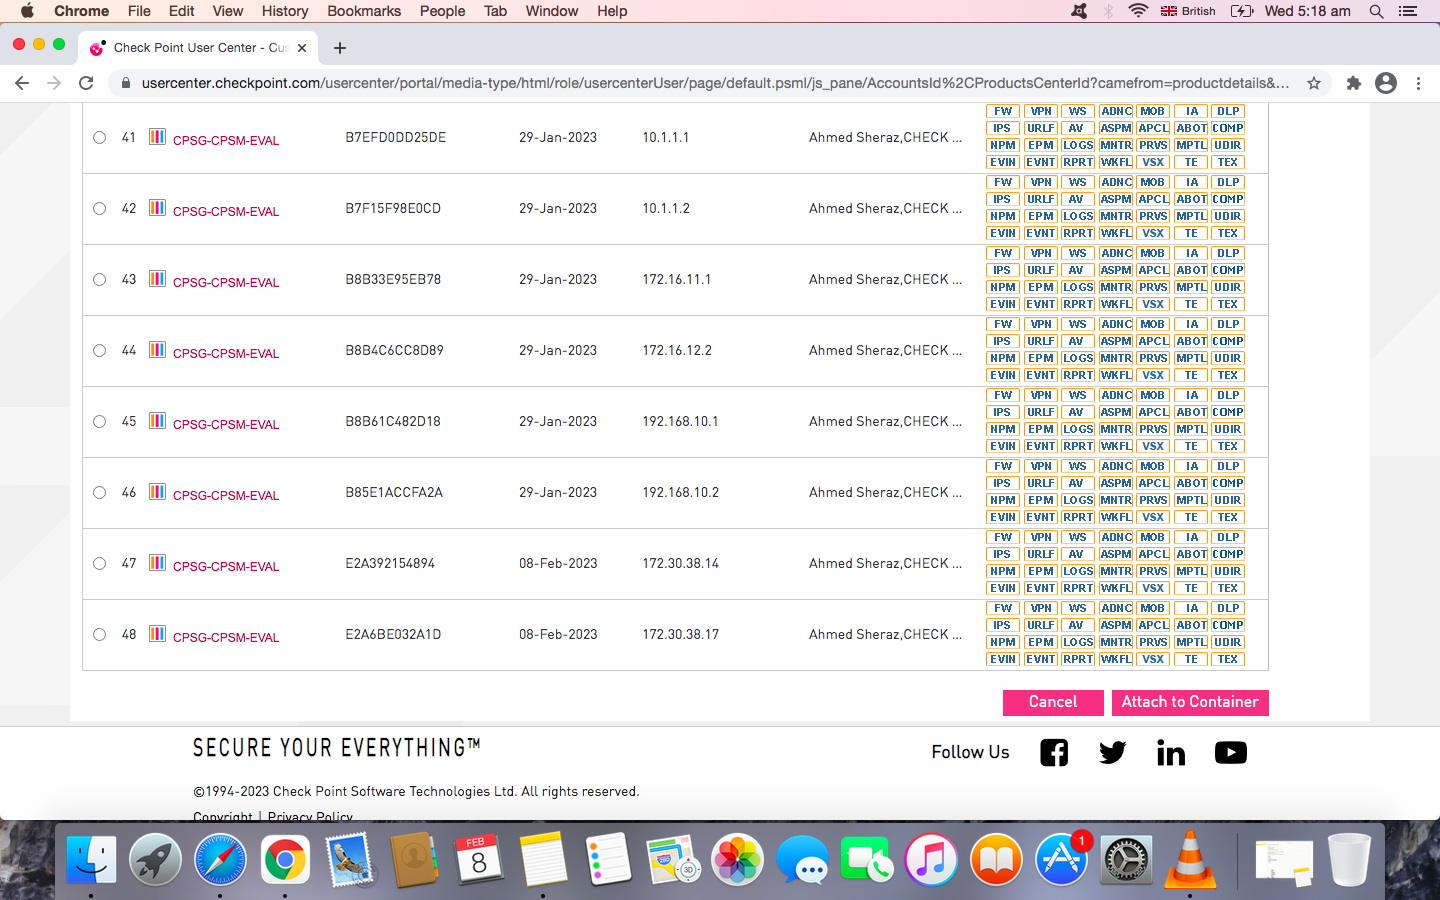 Chrome File Edit View History Bookmarks People Tab Window Help British Wed 5:18 am
Check Point User Center - Cus
usercenter.checkpoint.com/usercenter/portal/media-type/html/role/usercenterUser/page/default.psml/js_pane/AccountsId%2CProductsCenterId?camefrom=productdetails&...
FW VPN WS ADNC MOB IA DLP
41 CPSG-CPSM-EVAL B7EFD0DD25DE 29-Jan-2023 10.1.1.1 Ahmed Sheraz,CHECK ... IPS URLF AV ASPM APCL ABOT COMP
NPM EPM LOGS MNTR PRVS MPTL UDIR
EVIN EVNT RPRT WKFL VSX TE TEX
FW VPN WS ADNC MOB IA DLP
42 CPSG-CPSM-EVAL B7F15F98E0CD 29-Jan-2023 10.1.1.2 Ahmed Sheraz,CHECK ... IPS URLF AV ASPM APCL ABOT COMP
NPM EPM LOGS MNTR PRVS MPTL UDIR
EVIN EVNT RPRT WKFL VSX TE TEX
FW VPN WS ADNC MOB IA DLP
43 CPSG-CPSM-EVAL B8B33E95EB78 29-Jan-2023 172.16.11.1 Ahmed Sheraz,CHECK ... IPS URLF AV ASPM APCL ABOT COMP
NPM EPM LOGS MNTR PRVS MPTL UDIR
EVIN EVNT RPRT WKFL VSX TE TEX
FW VPN WS ADNC MOB IA DLP
44 CPSG-CPSM-EVAL B8B4C6CC8D89 29-Jan-2023 172.16.12.2 Ahmed Sheraz,CHECK ... IPS URLF AV ASPM APCL ABOT COMP
NPM EPM LOGS MNTR PRVS MPTL UDIR
EVIN EVNT RPRT WKFL VSX TE TEX
FW VPN WS ADNC MOB IA DLP
45 CPSG-CPSM-EVAL B8B61C482D18 29-Jan-2023 192.168.10.1 Ahmed Sheraz,CHECK ... IPS URLF AV ASPM APCL ABOT COMP
NPM EPM LOGS MNTR PRVS MPTL UDIR
EVIN EVNT RPRT WKFL VSX TE TEX
FW VPN WS ADNC MOB IA DLP
46 CPSG-CPSM-EVAL B85E1ACCFA2A 29-Jan-2023 192.168.10.2 Ahmed Sheraz,CHECK ... IPS URLF AV ASPM APCL ABOT COMP
NPM EPM LOGS MNTR PRVS MPTL UDIR
EVIN EVNT RPRT WKFL VSX TE TEX
FW VPN WS ADNC MOB IA DLP
47 CPSG-CPSM-EVAL E2A392154894 08-Feb-2023 172.30.38.14 Ahmed Sheraz,CHECK ... IPS URLF AV ASPM APCL ABOT COMP
NPM EPM LOGS MNTR PRVS MPTL UDIR
EVIN EVNT RPRT WKFL VSX TE TEX
FW VPN WS ADNC MOB IA DLP
48 CPSG-CPSM-EVAL E2A6BE032A1D 08-Feb-2023 172.30.38.17 Ahmed Sheraz,CHECK ... IPS URLF AV ASPM APCL ABOT COMP
NPM EPM LOGS MNTR PRVS MPTL UDIR
EVIN EVNT RPRT WKFL VSX TE TEX
Cancel Attach to Container
SECURE YOUR EVERYTHING™
Follow Us
©1994-2023 Check Point Software Technologies Ltd. All rights reserved.
Copyright | Privacy Policy
FEB
8
280
3D
1